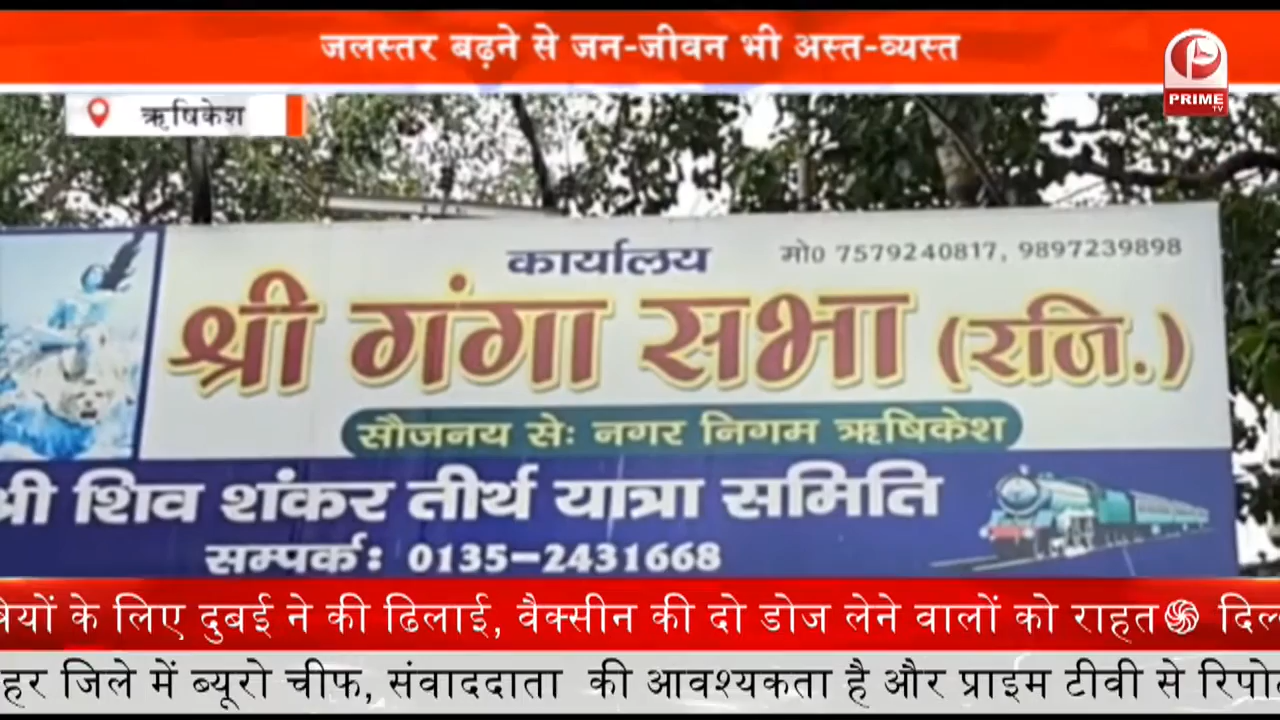 जलस्तर बढ़ने से जन-जीवन भी अस्त-व्यस्त
PRIME
TV
ऋषिकेश
कार्यालय मो0 7579240817, 9897239898
श्री गंगा सभा (रजि.)
सौजनय से: नगर निगम ऋषिकेश
श्री शिव शंकर तीर्थ यात्रा समिति
सम्पर्क: 0135-2431668
के लिए दुबई ने की ढिलाई, वैक्सीन की दो डोज लेने वालों को राहत
हर जिले में ब्यूरो चीफ, संवाददाता की आवश्यकता है और प्राइम टीवी से